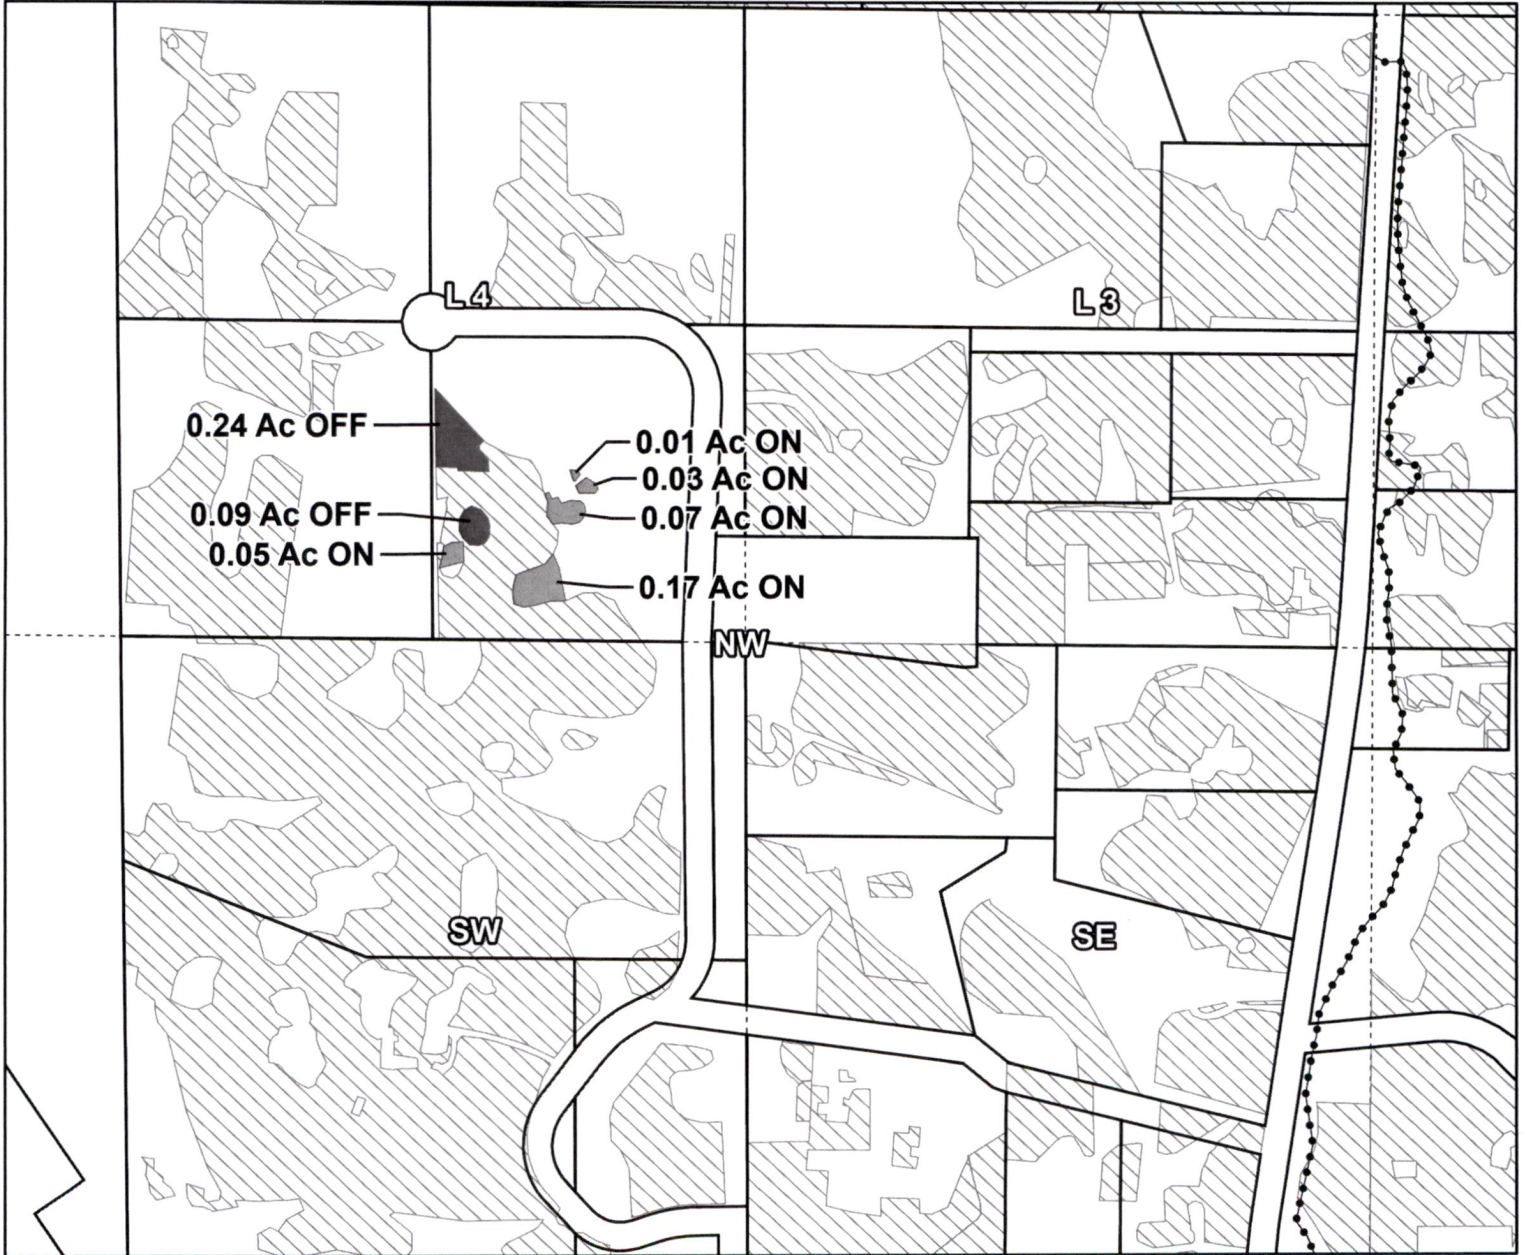 L 4
L 3
0.24 Ac OFF
0.01 Ac ON
0.03 Ac ON
0.09 Ac OFF
0.07 Ac ON
0.05 Ac ON
0.17 Ac ON
NW
SW
SE